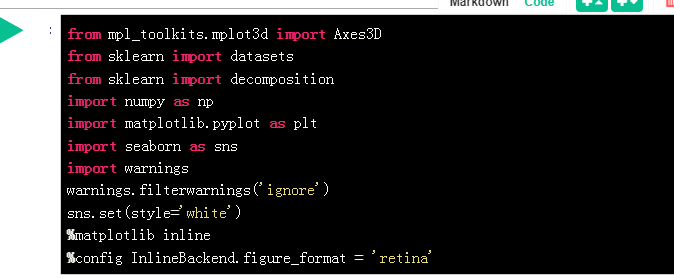 Markdown Code
:
from mpl_toolkits.mplot3d import Axes3D
from sklearn import datasets
from sklearn import decomposition
import numpy as np
import matplotlib.pyplot as plt
import seaborn as sns
import warnings
warnings.filterwarnings('ignore')
sns.set(style='white')
%matplotlib inline
%config InlineBackend.figure_format = 'retina'